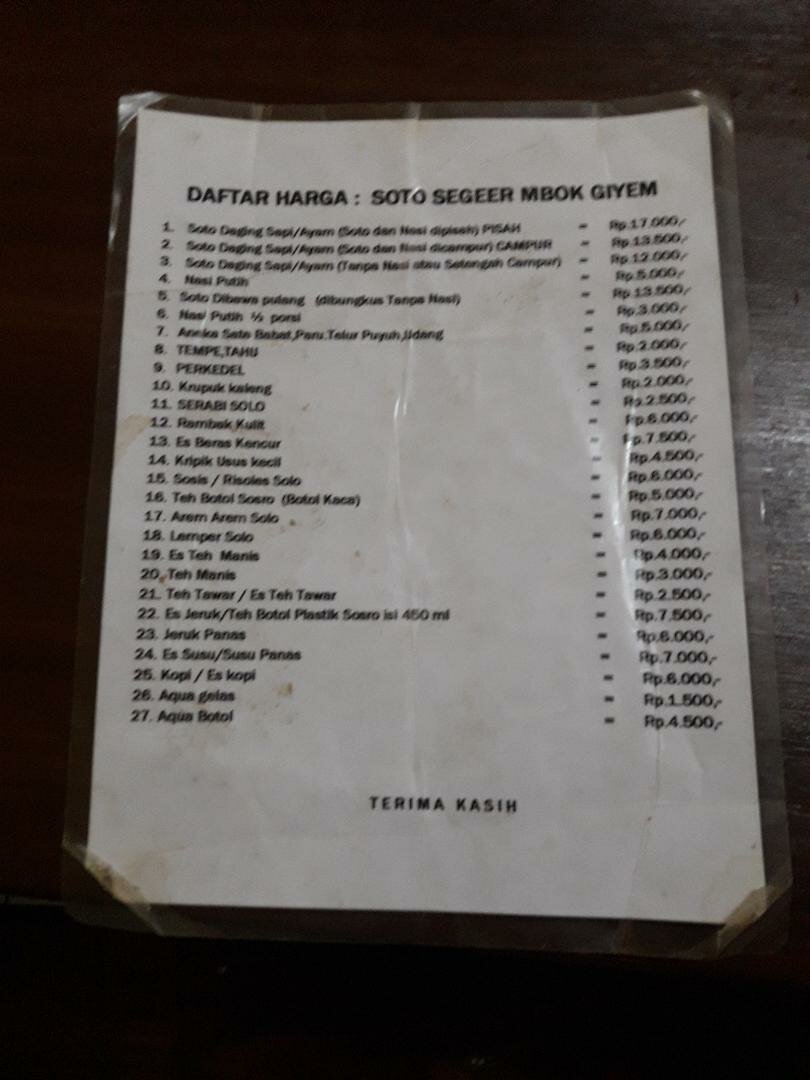 DAFTAR HARGA : SOTO SEGEER MBOK GIYEM
1. Soto Daging Sapi/Ayam (Soto dan Nasi dipisah) PISAH = Rp.17.000,-
2. Soto Daging Sapi/Ayam (Soto dan Nasi dicampur) CAMPUR = Rp.13.500,-
3. Soto Daging Sapi/Ayam (Tanpa Nasi atau Setengah Campur) = Rp.12.000,-
4. Nasi Putih = Rp.5.000,-
5. Soto Dibawa pulang (dibungkus Tanpa Nasi) = Rp.13.500,-
6. Nasi Putih ½ porsi = Rp.3.000,-
7. Aneka Sate Babat,Paru,Telur Puyuh,Udang = Rp.5.000,-
8. TEMPE,TAHU = Rp.2.000,-
9. PERKEDEL = Rp.3.500,-
10. Krupuk kaleng = Rp.2.000,-
11. SERABI SOLO = Rp.2.500,-
12. Rambak Kulit = Rp.6.000,-
13. Es Beras Kencur = Rp.7.500,-
14. Kripik Usus kecil = Rp.4.500,-
15. Sosis / Risoles Solo = Rp.6.000,-
16. Teh Botol Sosro (Botol Kaca) = Rp.5.000,-
17. Arem Arem Solo = Rp.7.000,-
18. Lemper Solo = Rp.6.000,-
19. Es Teh Manis = Rp.4.000,-
20. Teh Manis = Rp.3.000,-
21. Teh Tawar / Es Teh Tawar = Rp.2.500,-
22. Es Jeruk/Teh Botol Plastik Sosro isi 450 ml = Rp.7.500,-
23. Jeruk Panas = Rp.6.000,-
24. Es Susu/Susu Panas = Rp.7.000,-
25. Kopi / Es kopi = Rp.6.000,-
26. Aqua gelas = Rp.1.500,-
27. Aqua Botol = Rp.4.500,-
TERIMA KASIH